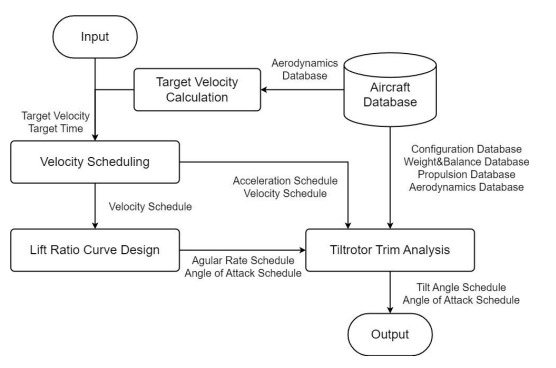 Input
Aerodynamics
Database
Target Velocity
Calculation
Aircraft
Database
Target Velocity
Target Time
Configuration Database
Weight&Balance Database
Propulsion Database
Aerodynamics Database
Velocity Scheduling
Acceleration Schedule
Velocity Schedule
Velocity Schedule
Lift Ratio Curve Design
Agular Rate Schedule
Angle of Attack Schedule
Tiltrotor Trim Analysis
Tilt Angle Schedule
Angle of Attack Schedule
Output